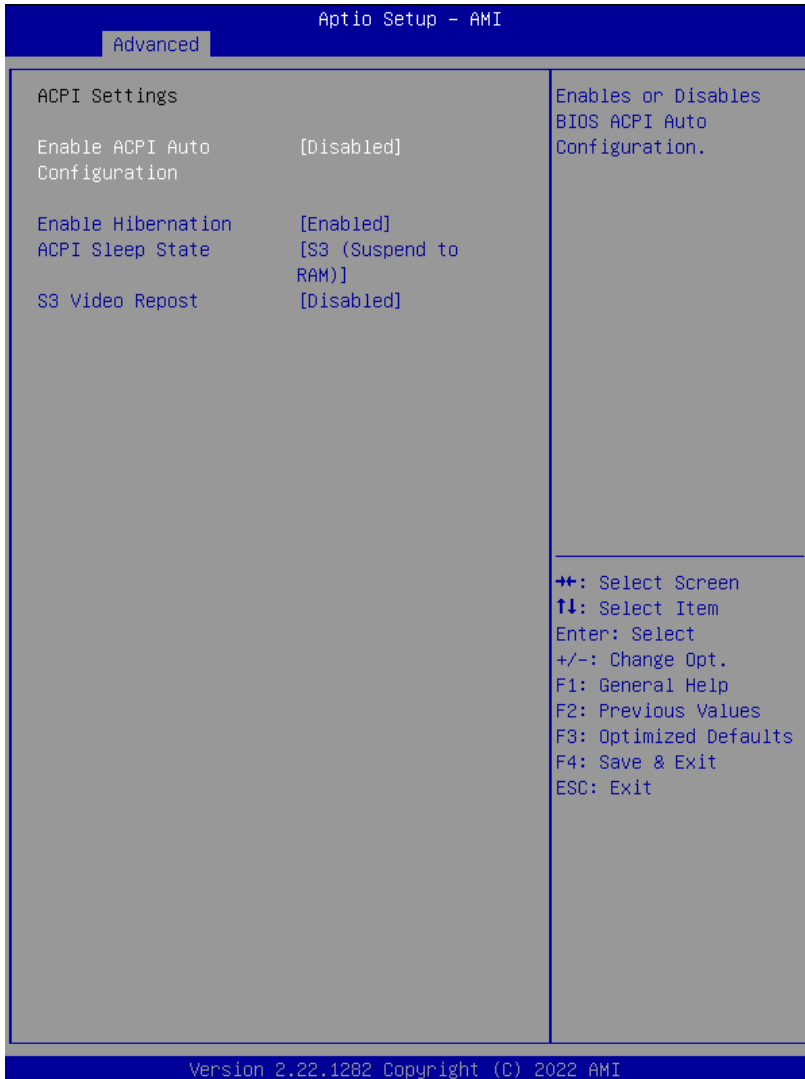 Aptio Setup – AMI
Advanced
ACPI Settings
Enable ACPI Auto [Disabled]
Configuration
Enable Hibernation [Enabled]
ACPI Sleep State [S3 (Suspend to
RAM)]
S3 Video Repost [Disabled]
Enables or Disables
BIOS ACPI Auto
Configuration.
→←: Select Screen
↑↓: Select Item
Enter: Select
+/-: Change Opt.
F1: General Help
F2: Previous Values
F3: Optimized Defaults
F4: Save & Exit
ESC: Exit
Version 2.22.1282 Copyright (C) 2022 AMI